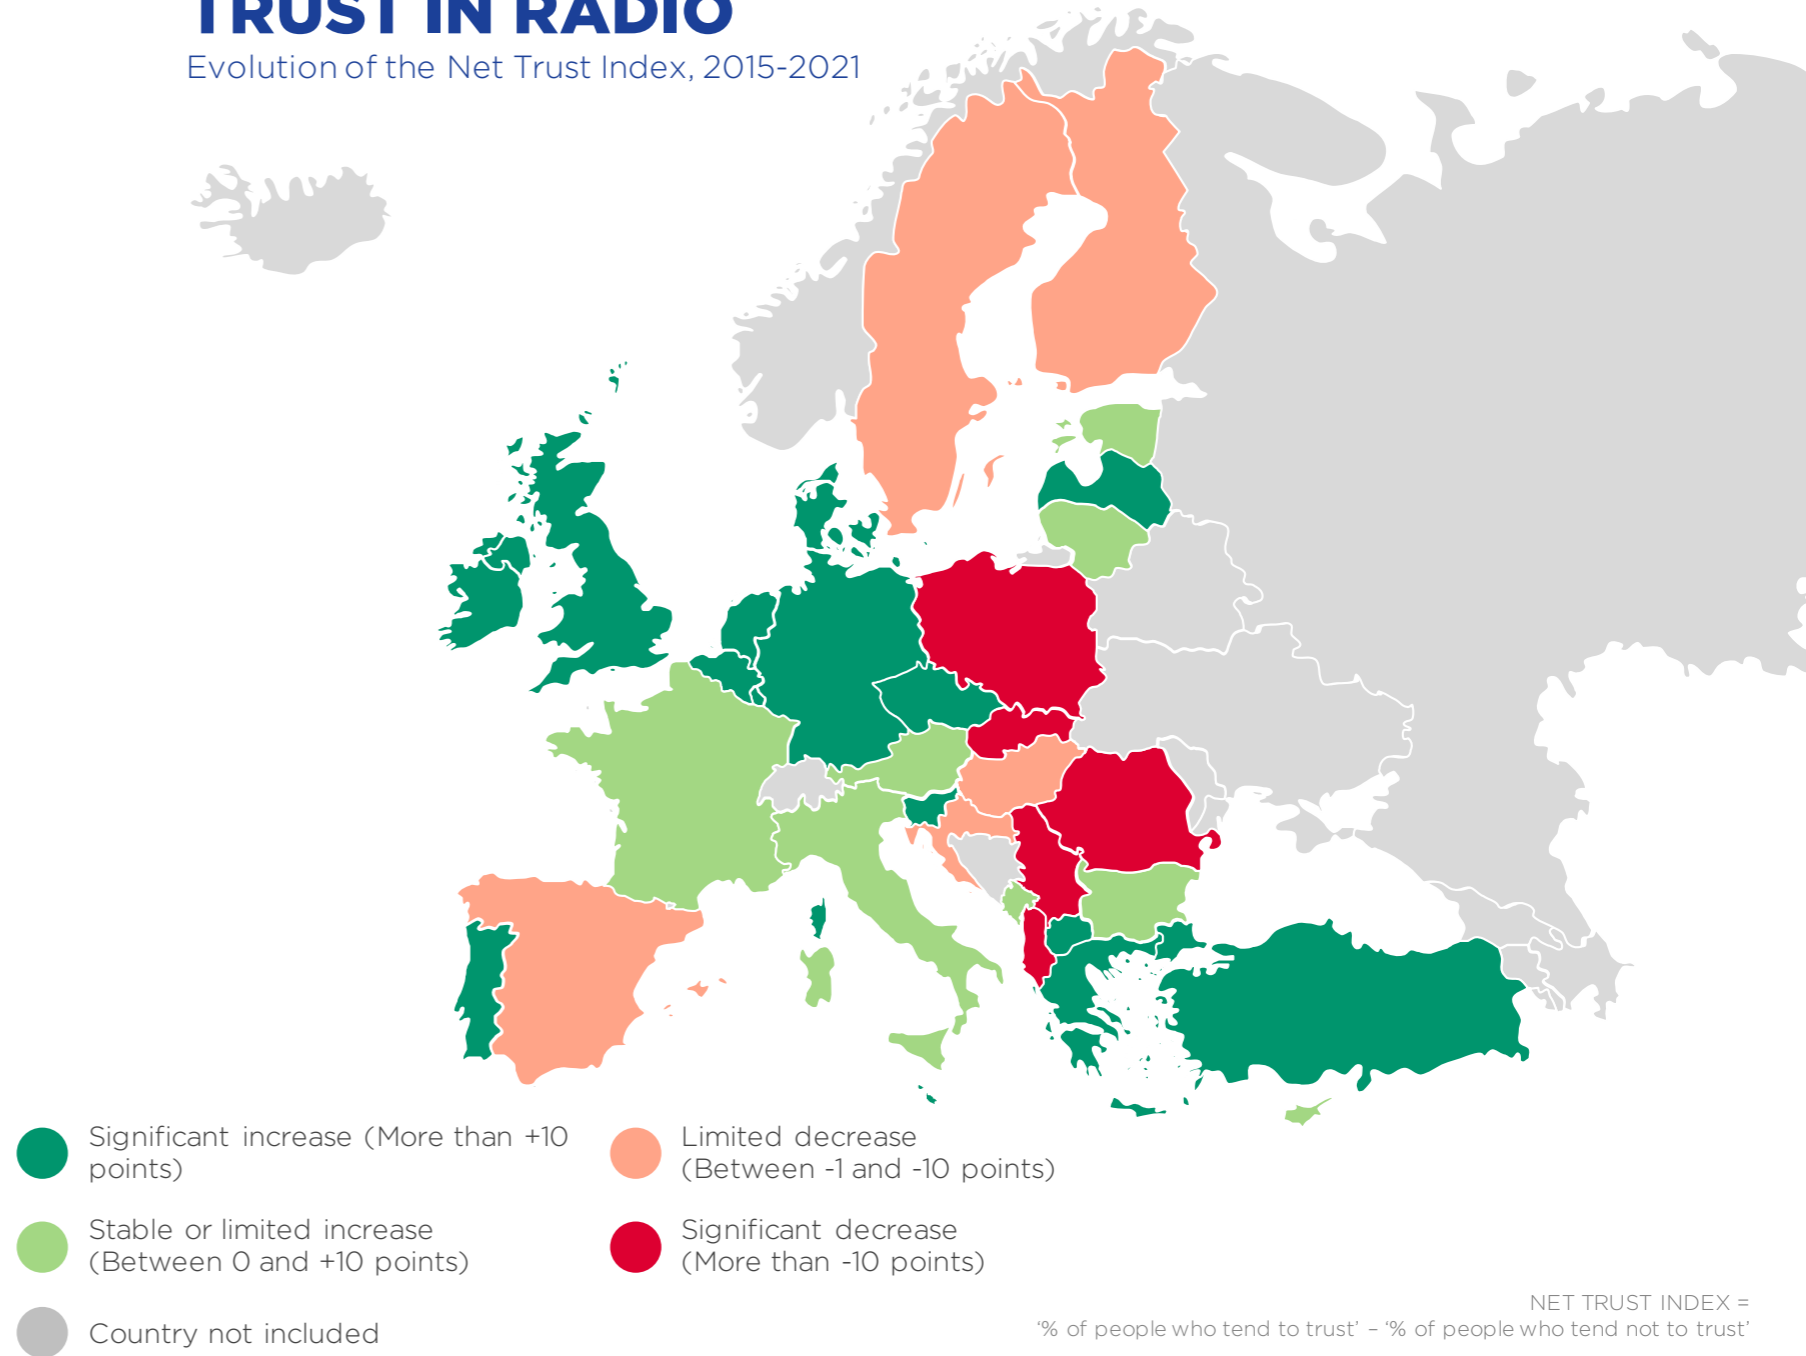 TRUST IN RADIO
Evolution of the Net Trust Index, 2015-2021
Significant increase (More than +10
points)
Stable or limited increase
(Between 0 and +10 points)
Country not included
Limited decrease
(Between -1 and -10 points)
Significant decrease
(More than -10 points)
NET TRUST INDEX =
‘% of people who tend to trust’ – ‘% of people who tend not to trust’